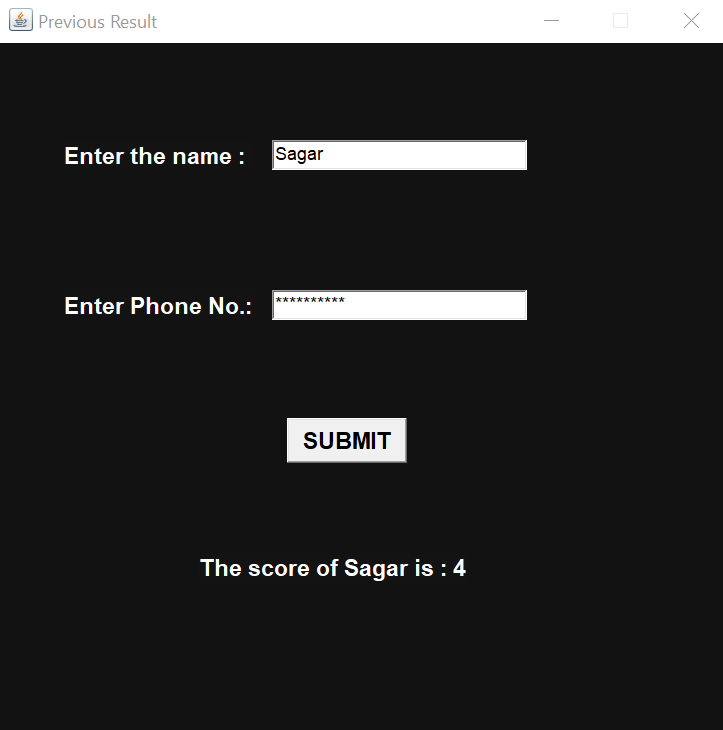 Previous Result
Enter the name : Sagar
Enter Phone No.: **********
SUBMIT
The score of Sagar is : 4